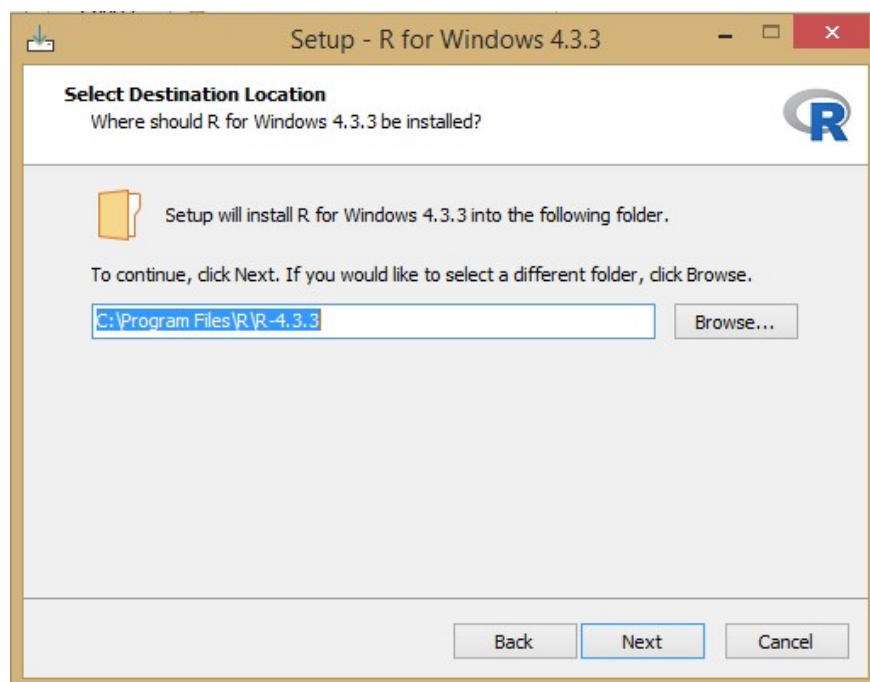 Setup - R for Windows 4.3.3
Select Destination Location
Where should R for Windows 4.3.3 be installed?
R
Setup will install R for Windows 4.3.3 into the following folder.
To continue, click Next. If you would like to select a different folder, click Browse.
C:\Program Files\R\R-4.3.3
Browse...
Back Next Cancel